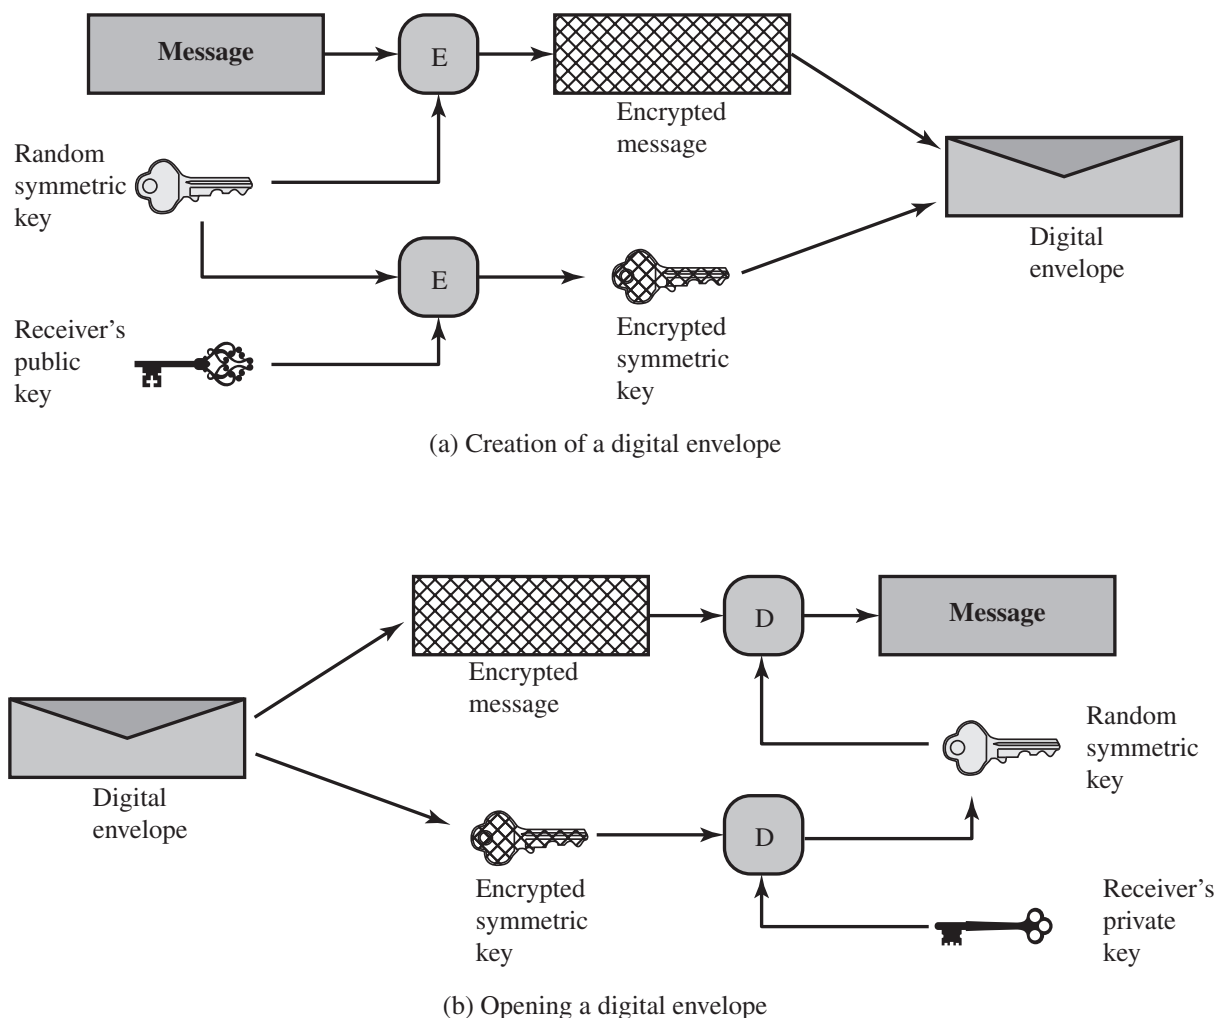 Message
E
Encrypted
message
Random
symmetric
key
Digital
envelope
E
Encrypted
symmetric
key
Receiver's
public
key
(a) Creation of a digital envelope
Encrypted
message
D
Message
Digital
envelope
Random
symmetric
key
Encrypted
symmetric
key
D
Receiver's
private
key
(b) Opening a digital envelope